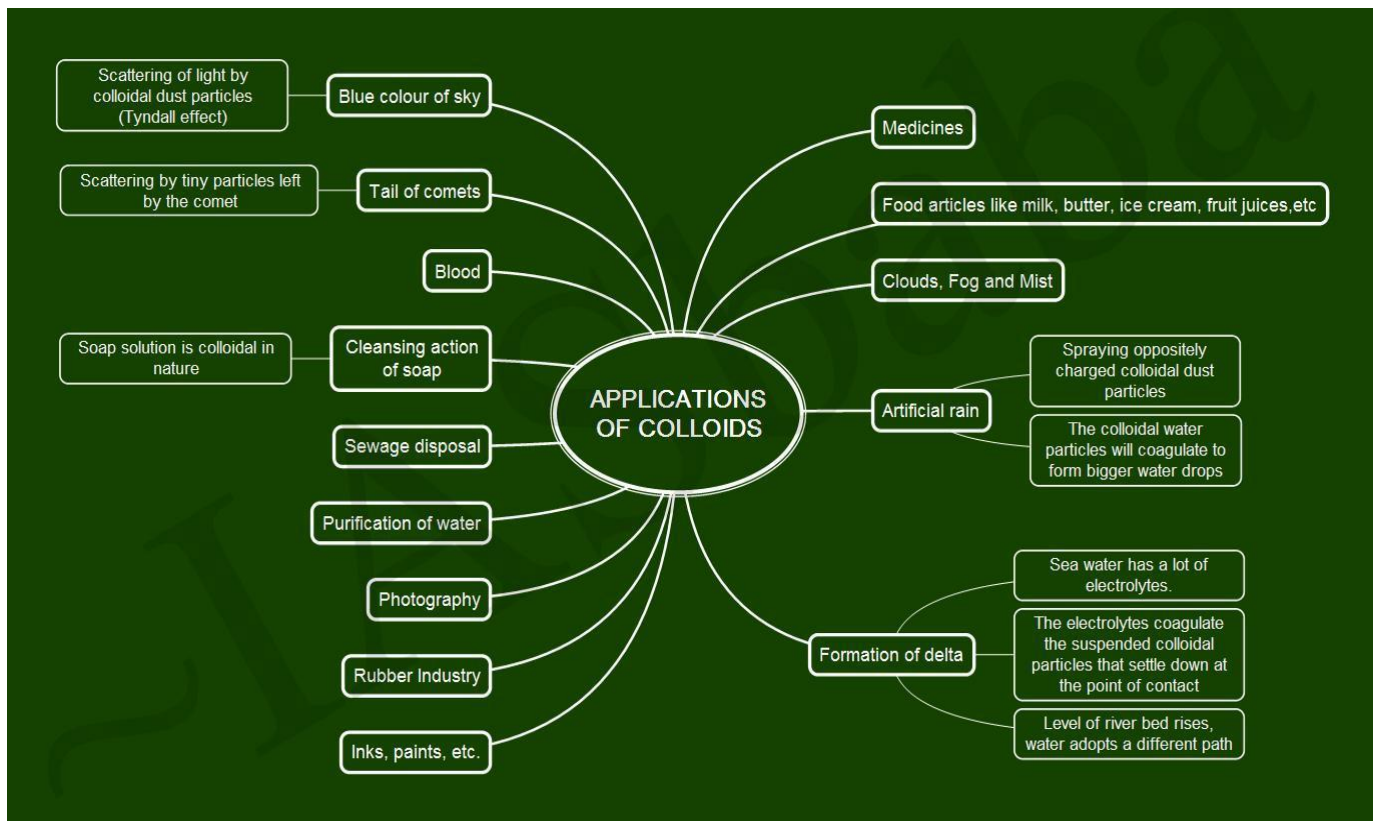 Scattering of light by
colloidal dust particles
(Tyndall effect)
Blue colour of sky
Scattering by tiny particles left
by the comet
Tail of comets
Blood
Soap solution is colloidal in
nature
Cleansing action
of soap
Sewage disposal
Purification of water
Photography
Rubber Industry
Inks, paints, etc.
APPLICATIONS
OF COLLOIDS
Medicines
Food articles like milk, butter, ice cream, fruit juices,etc
Clouds, Fog and Mist
Artificial rain
Spraying oppositely
charged colloidal dust
particles
The colloidal water
particles will coagulate to
form bigger water drops
Formation of delta
Sea water has a lot of
electrolytes.
The electrolytes coagulate
the suspended colloidal
particles that settle down at
the point of contact
Level of river bed rises,
water adopts a different path
~IASbaba